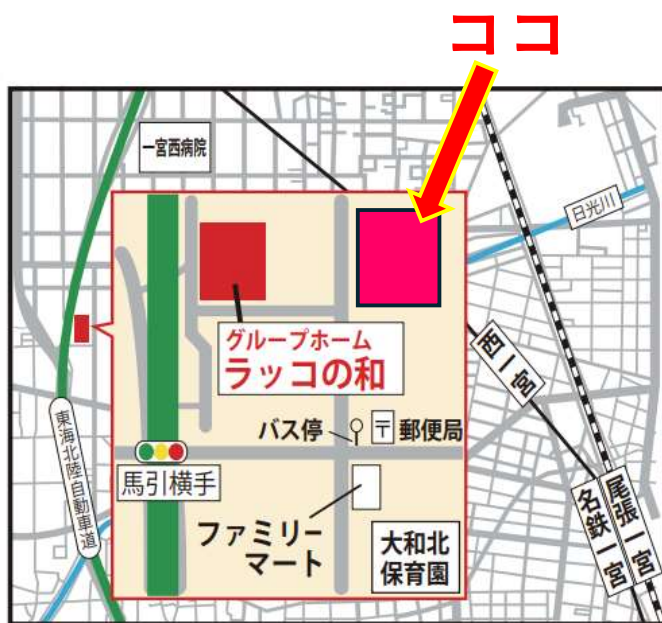 ココ
一宮西病院
日光川
グループホーム
ラッコの和
西一宮
バス停
〒郵便局
東海北陸自動車道
馬引横手
ファミリー
マート
大和北
保育園
名鉄一宮
尾張一宮